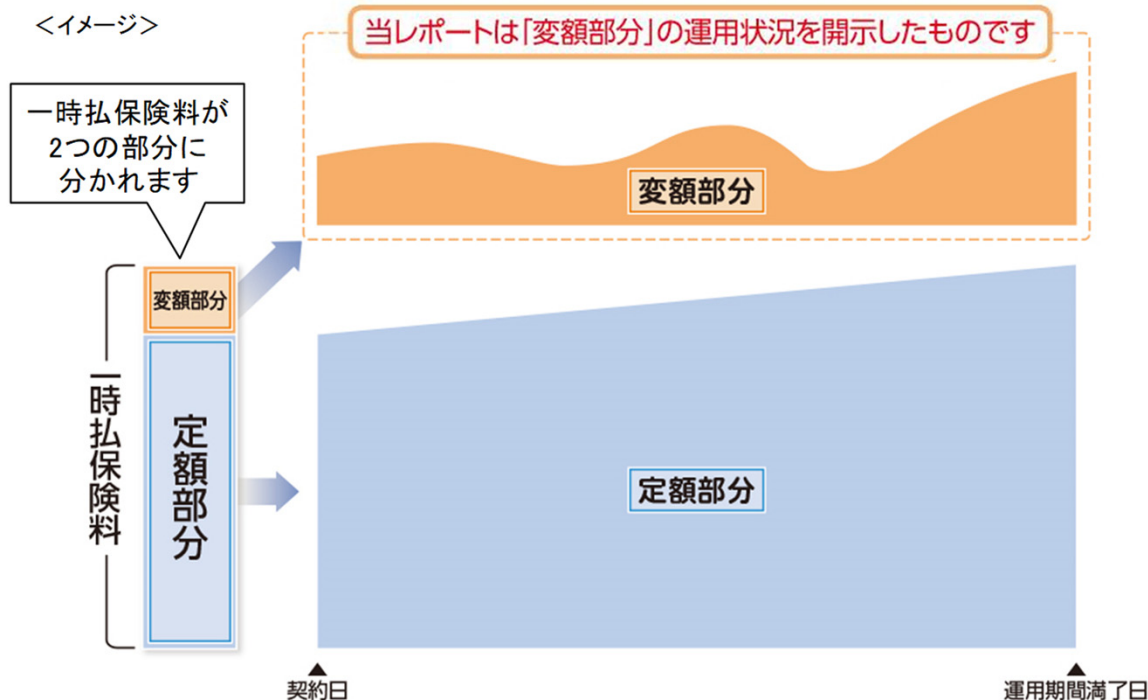 ＜イメージ＞
当レポートは「変額部分」の運用状況を開示したものです
一時払保険料が
2つの部分に
分かれます
変額部分
変額部分
一時払保険料
定額部分
定額部分
▲
契約日
▲
運用期間満了日